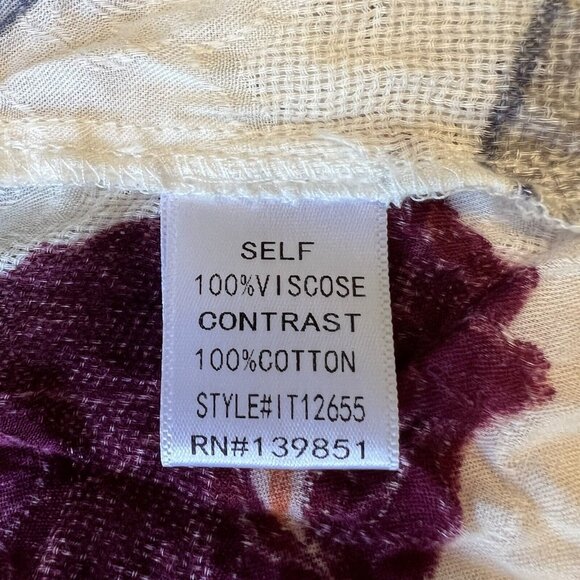 SELF
100%VISCOSE
CONTRAST
100%COTTON
STYLE#IT12655
RN#139851